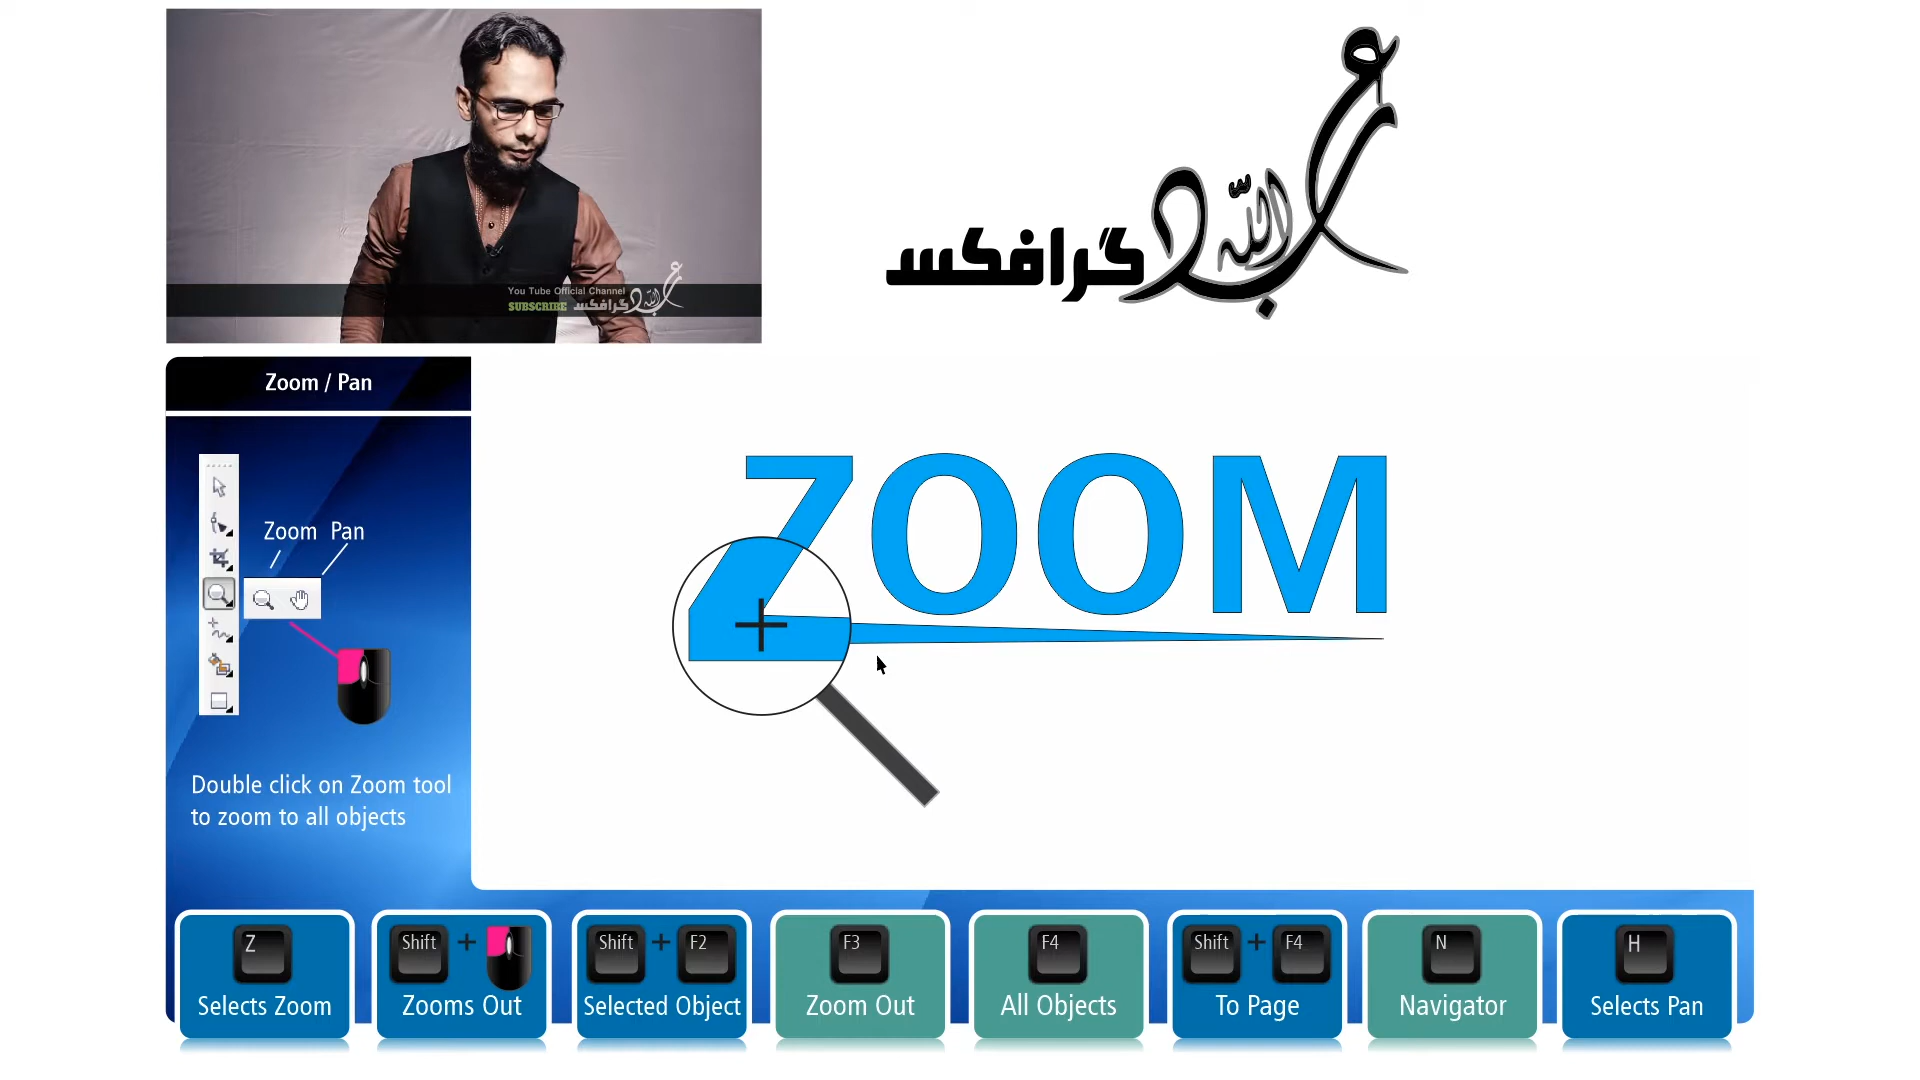 You Tube Official Channel
SUBSCRIBE عبداللہ گرافکس
عبداللہ گرافکس
Zoom / Pan
Zoom Pan
Double click on Zoom tool
to zoom to all objects
ZOOM
Z
Selects Zoom
Shift +
Zooms Out
Shift + F2
Selected Object
F3
Zoom Out
F4
All Objects
Shift + F4
To Page
N
Navigator
H
Selects Pan